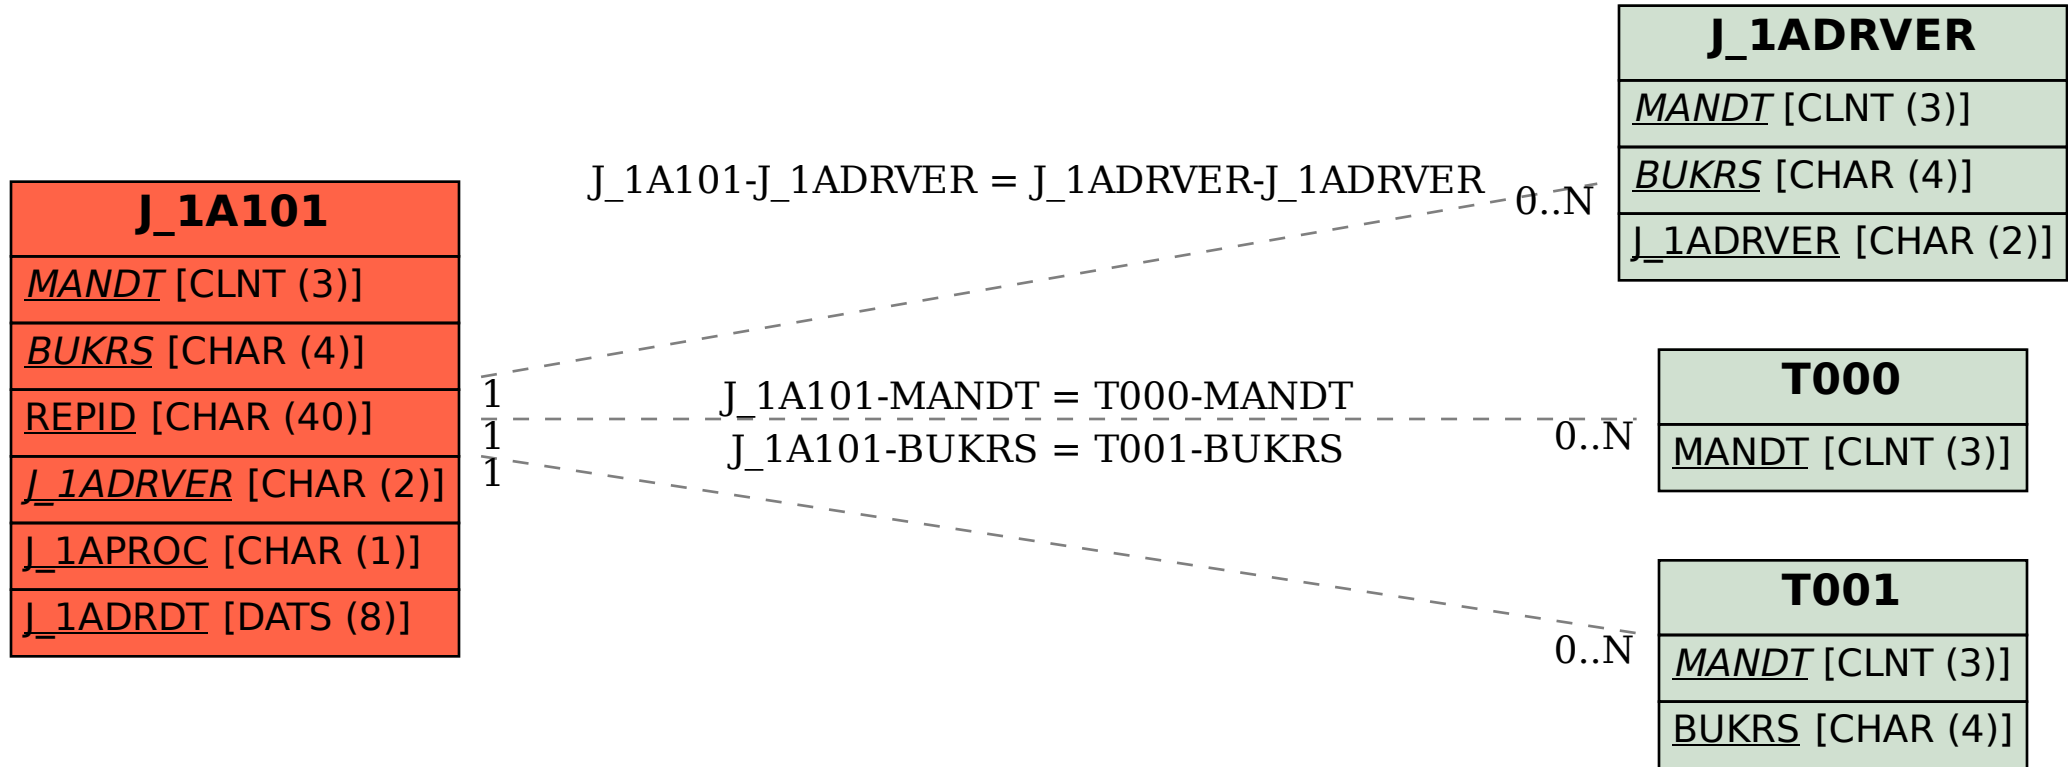 J_1A101
MANDT [CLNT (3)]
BUKRS [CHAR (4)]
REPID [CHAR (40)]
J_1ADRVER [CHAR (2)]
J_1APROC [CHAR (1)]
J_1ADRDT [DATS (8)]
J_1A101-J_1ADRVER = J_1ADRVER-J_1ADRVER
0..N
1
J_1A101-MANDT = T000-MANDT
0..N
1
J_1A101-BUKRS = T001-BUKRS
0..N
1
J_1ADRVER
MANDT [CLNT (3)]
BUKRS [CHAR (4)]
J_1ADRVER [CHAR (2)]
T000
MANDT [CLNT (3)]
T001
MANDT [CLNT (3)]
BUKRS [CHAR (4)]